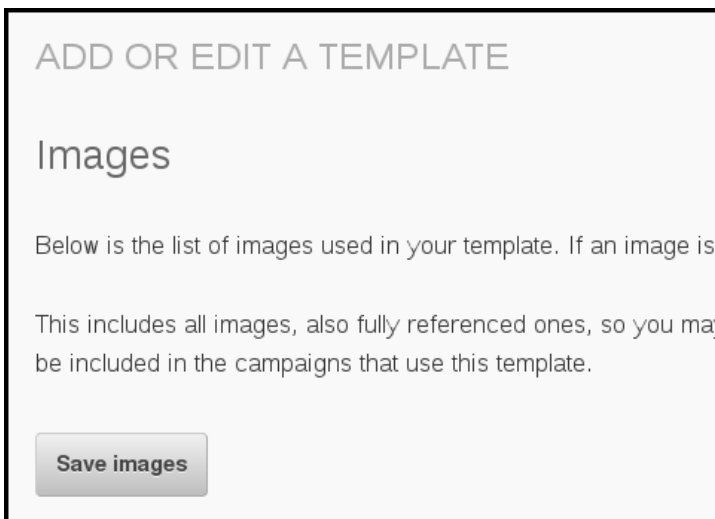 ADD OR EDIT A TEMPLATE
Images
Below is the list of images used in your template. If an image is
This includes all images, also fully referenced ones, so you may
be included in the campaigns that use this template.
Save images